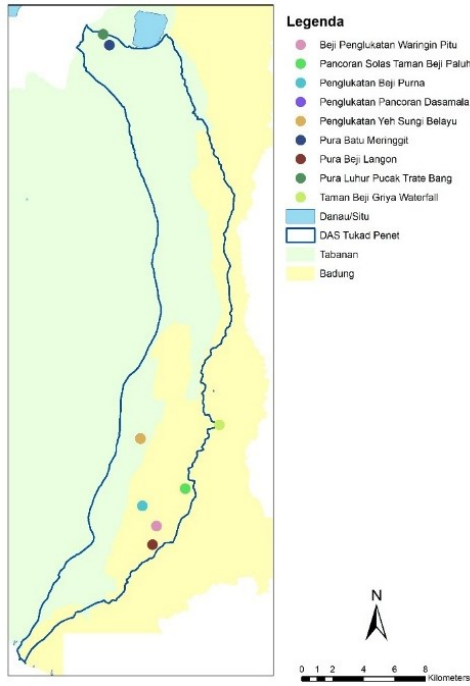 Legenda
Beji Penglukatan Waringin Pitu
Pancoran Solas Taman Beji Paluh
Penglukatan Beji Purna
Penglukatan Pancoran Dasamala
Penglukatan Yeh Sungi Belayu
Pura Batu Meringgit
Pura Beji Langon
Pura Luhur Pucak Trate Bang
Taman Beji Griya Waterfall
Danau/Situ
DAS Tukad Penet
Tabanan
Badung
N
0 1 2 4 6 8
Kilometers